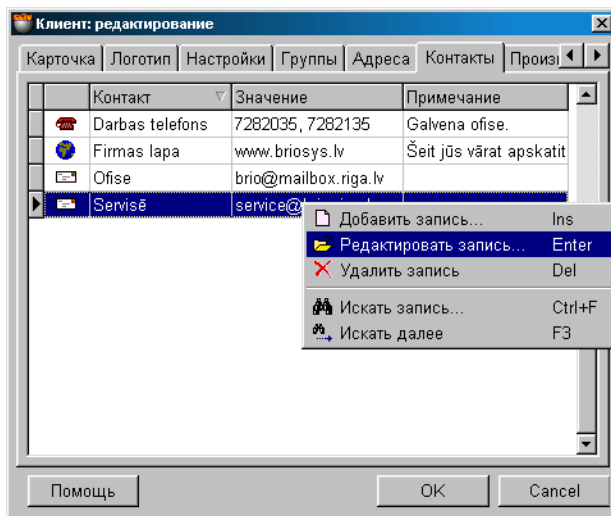 Клиент: редактирование
Карточка Логотип Настройки Группы Адреса Контакты
Контакт Значение Примечание
Darbas telefons 7282035, 7282135 Galvena ofise.
Firmas lapa www.briosys.lv Šeit jūs vārat apskatit
Ofise brio@mailbox.riga.lv
Servisē service@
Добавить запись... Ins
Редактировать запись... Enter
Удалить запись Del
Искать запись... Ctrl+F
Искать далее F3
Помощь OK Cancel